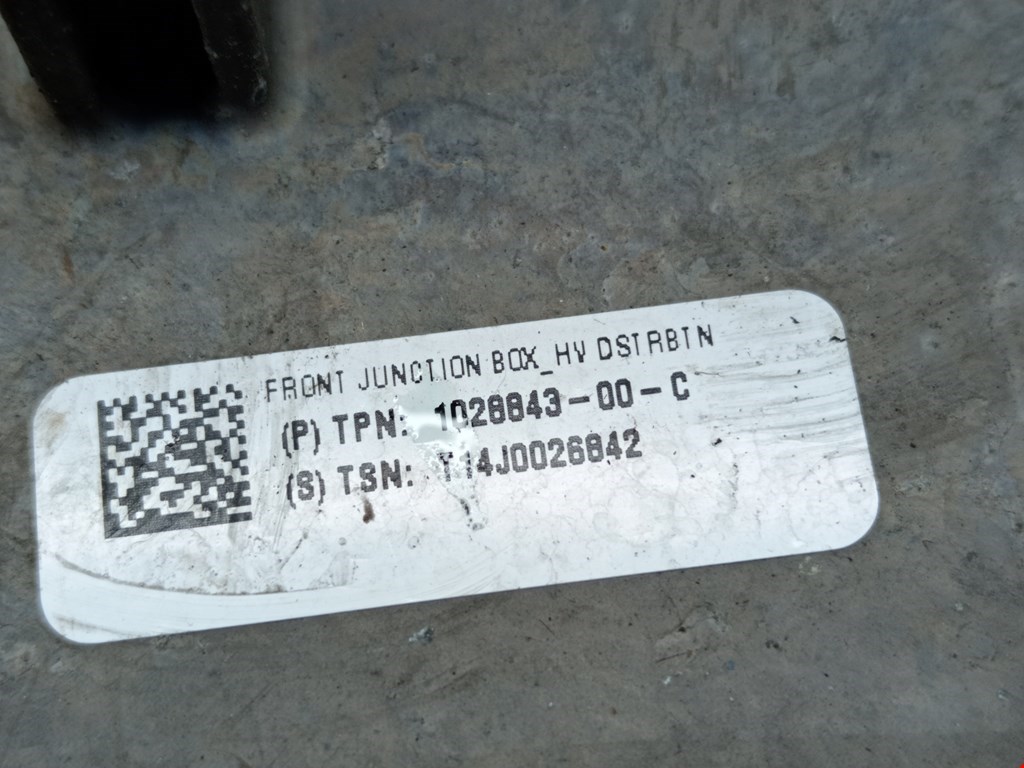 FRONT JUNCTION BOX_HV DSTRBTN
(P) TPN: 1028843-00-C
(S) TSN: T14J0026842